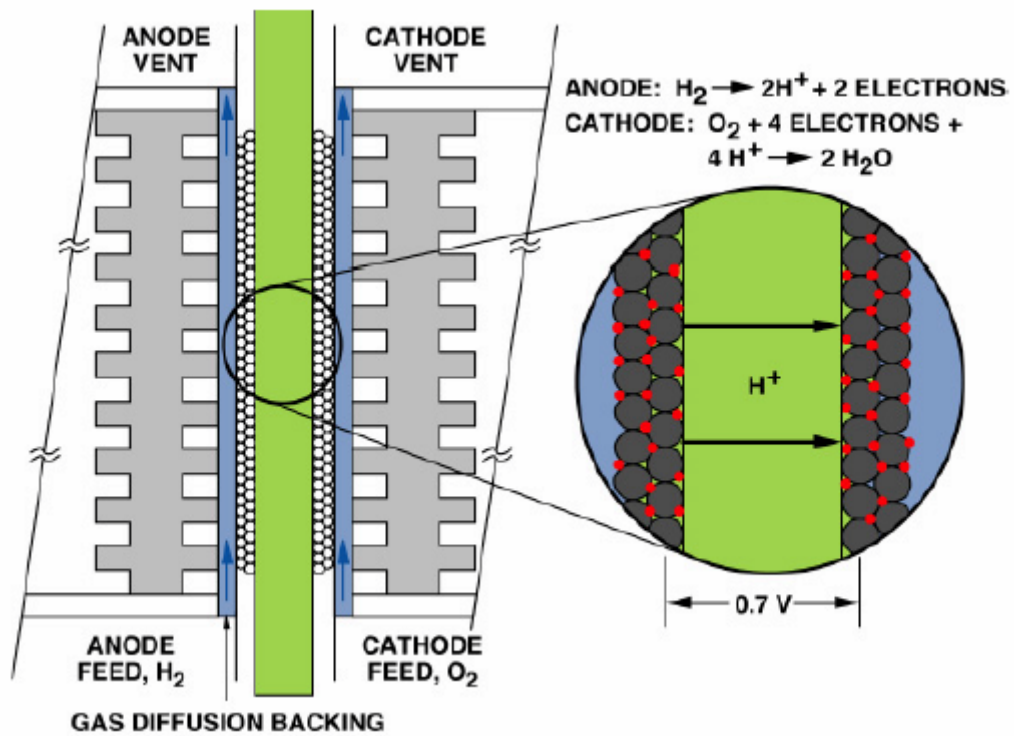 ANODE
VENT
CATHODE
VENT
ANODE: H₂ → 2H⁺ + 2 ELECTRONS
CATHODE: O₂ + 4 ELECTRONS +
4 H⁺ → 2 H₂O
H⁺
0.7 V
ANODE
FEED, H₂
CATHODE
FEED, O₂
GAS DIFFUSION BACKING